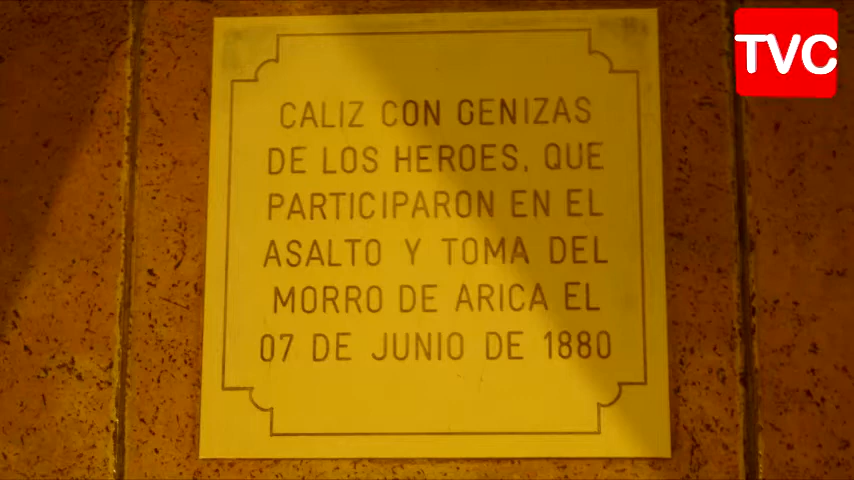 TVC
CALIZ CON CENIZAS
DE LOS HEROES, QUE
PARTICIPARON EN EL
ASALTO Y TOMA DEL
MORRO DE ARICA EL
07 DE JUNIO DE 1880